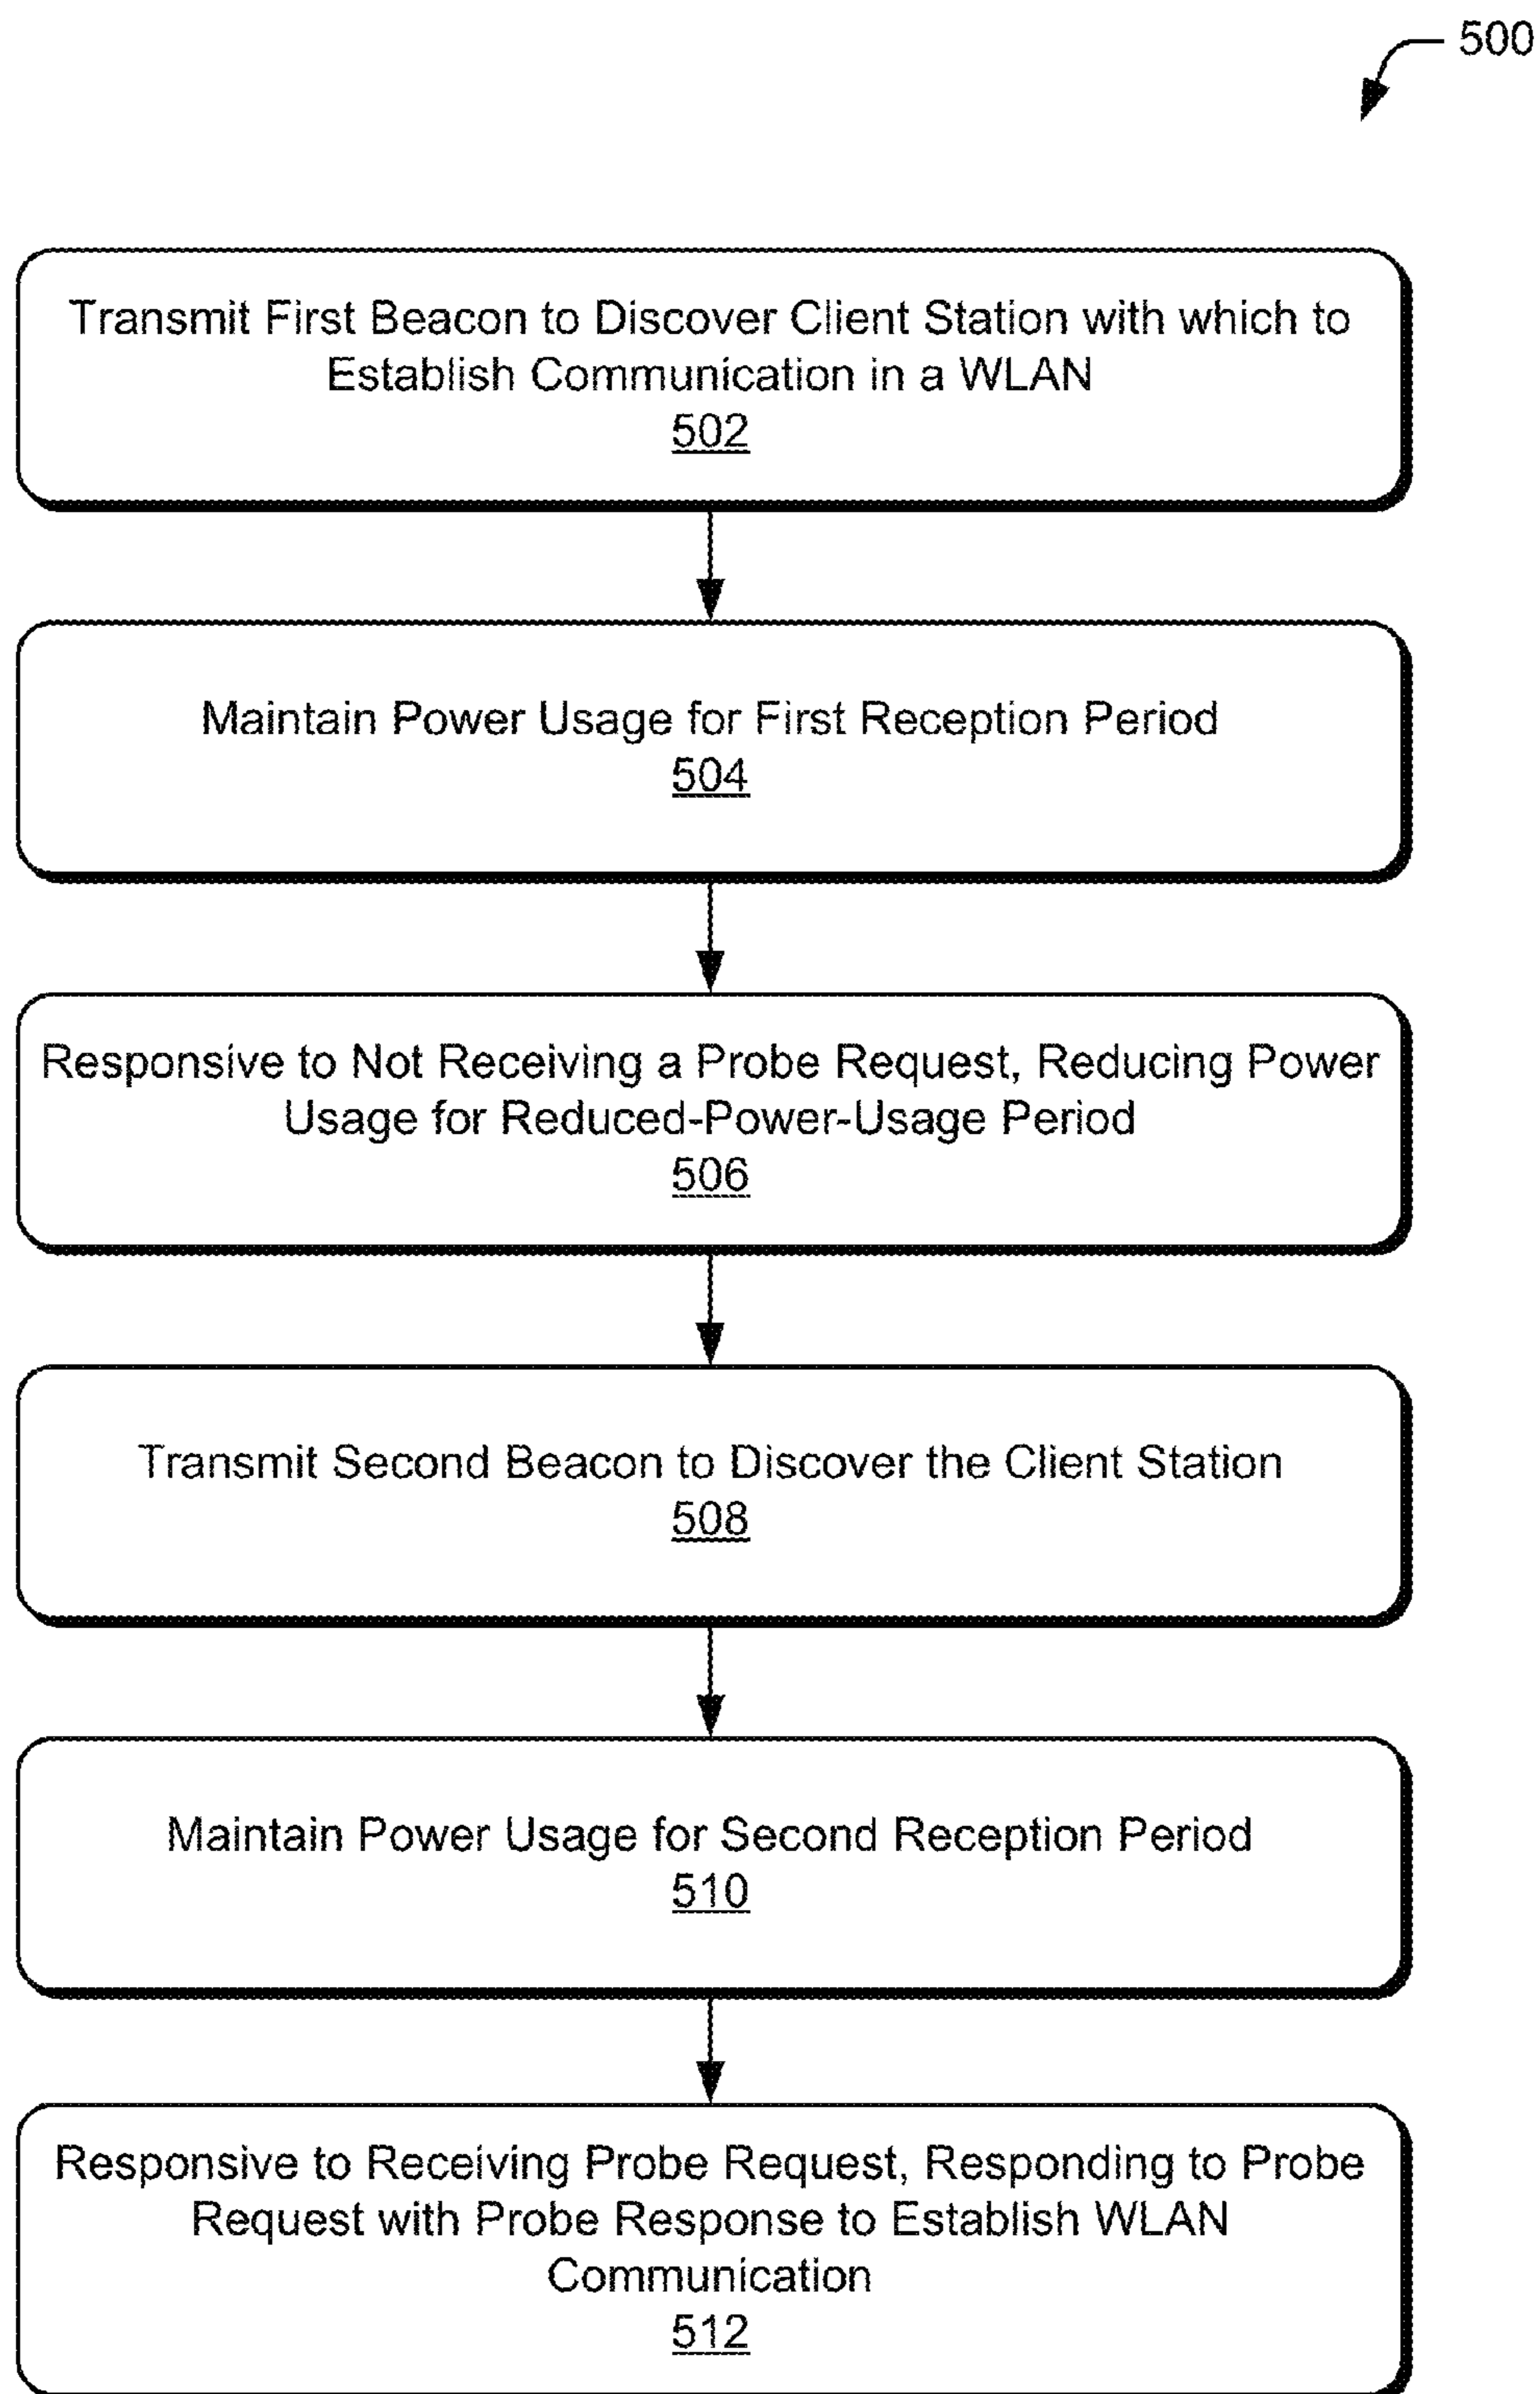 500
Transmit First Beacon to Discover Client Station with which to
Establish Communication in a WLAN
502
Maintain Power Usage for First Reception Period
504
Responsive to Not Receiving a Probe Request, Reducing Power
Usage for Reduced-Power-Usage Period
506
Transmit Second Beacon to Discover the Client Station
508
Maintain Power Usage for Second Reception Period
510
Responsive to Receiving Probe Request, Responding to Probe
Request with Probe Response to Establish WLAN
Communication
512